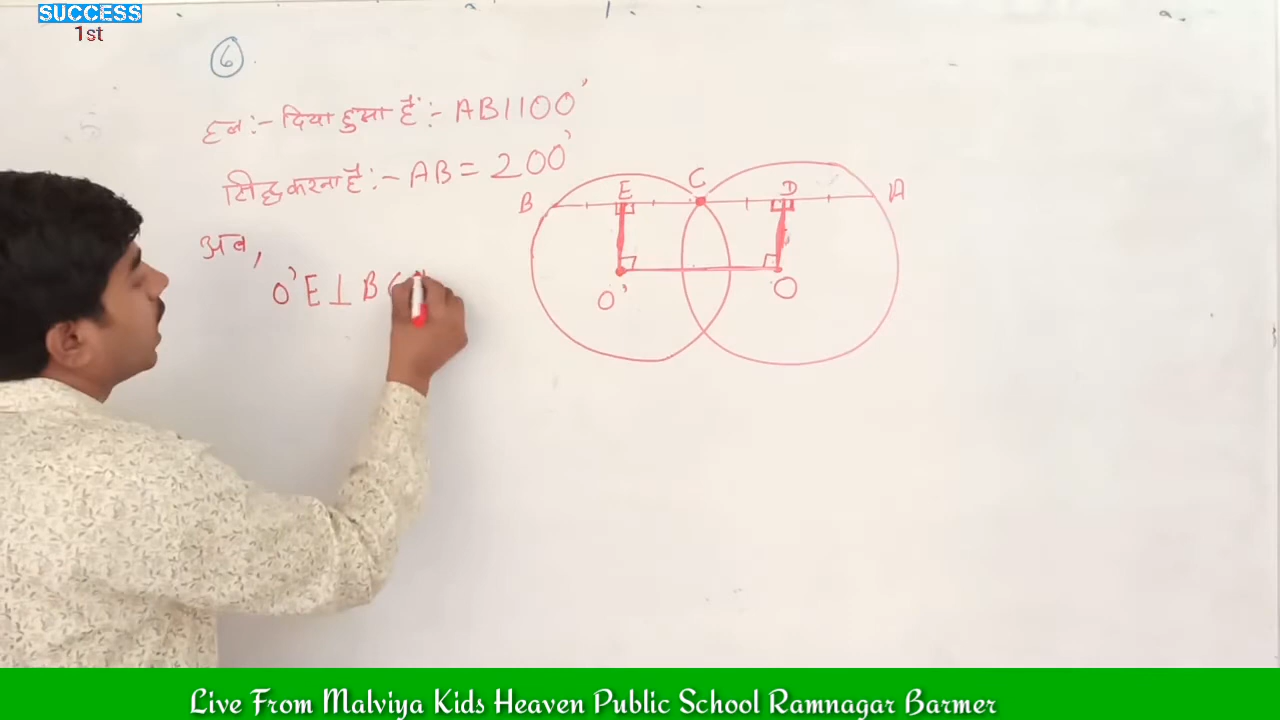 SUCCESS
1st
6
हल :- दिया हुआ है :- AB || OO'
सिद्ध करना है :- AB = 2OO'
अब,
O'E ⊥ BC
B E C D A
O' O
Live From Malviya Kids Heaven Public School Ramnagar Barmer